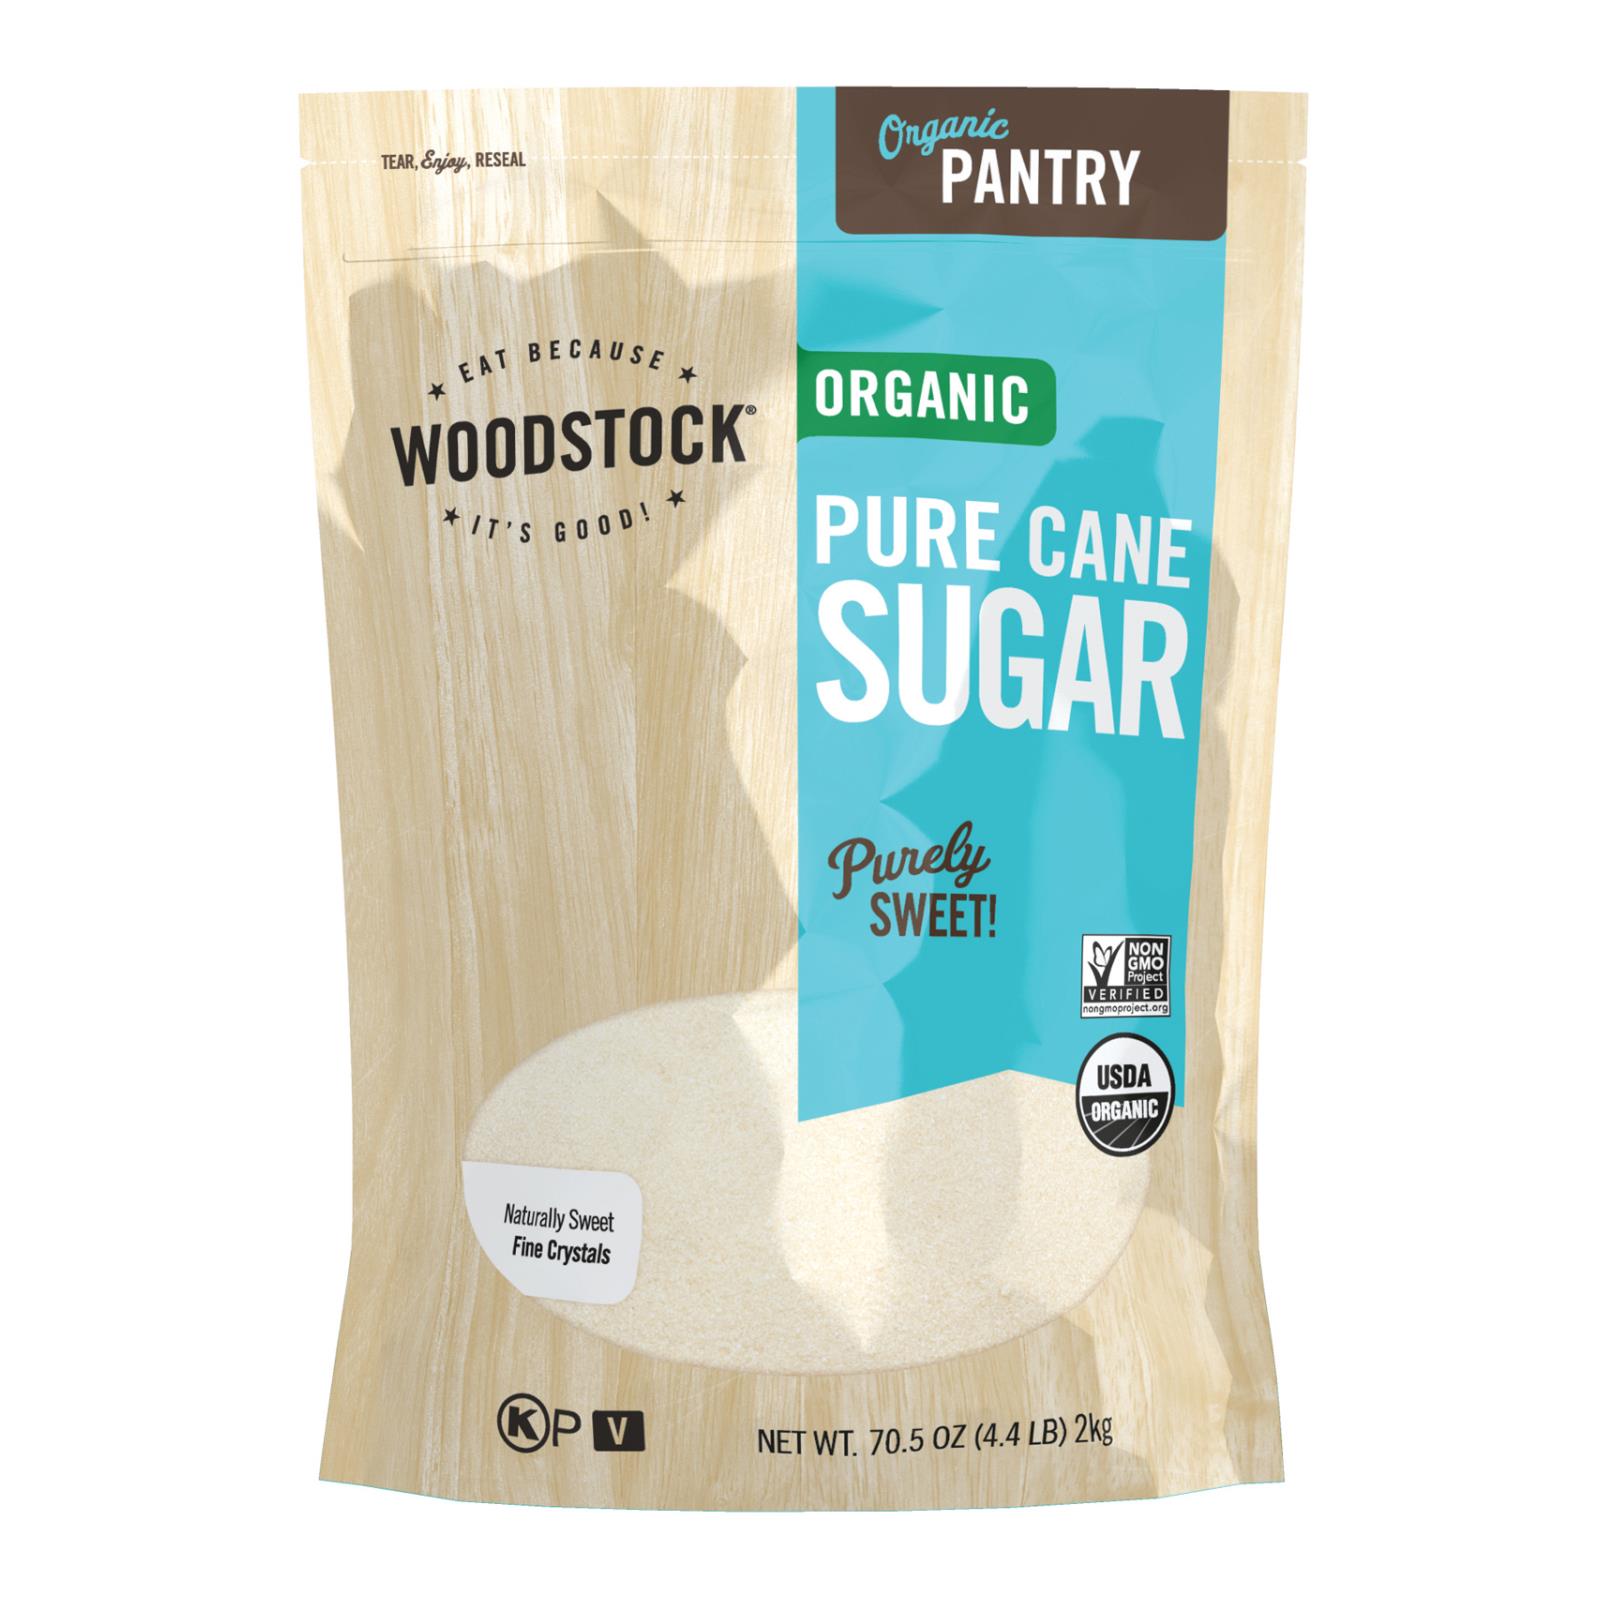 TEAR, Enjoy, RESEAL
Organic
PANTRY
EAT BECAUSE
WOODSTOCK®
IT'S GOOD!
ORGANIC
PURE CANE
SUGAR
Purely
SWEET!
NON
GMO
Project
VERIFIED
nongmoproject.org
USDA
ORGANIC
Naturally Sweet
Fine Crystals
K P V
NET WT. 70.5 OZ (4.4 LB) 2kg